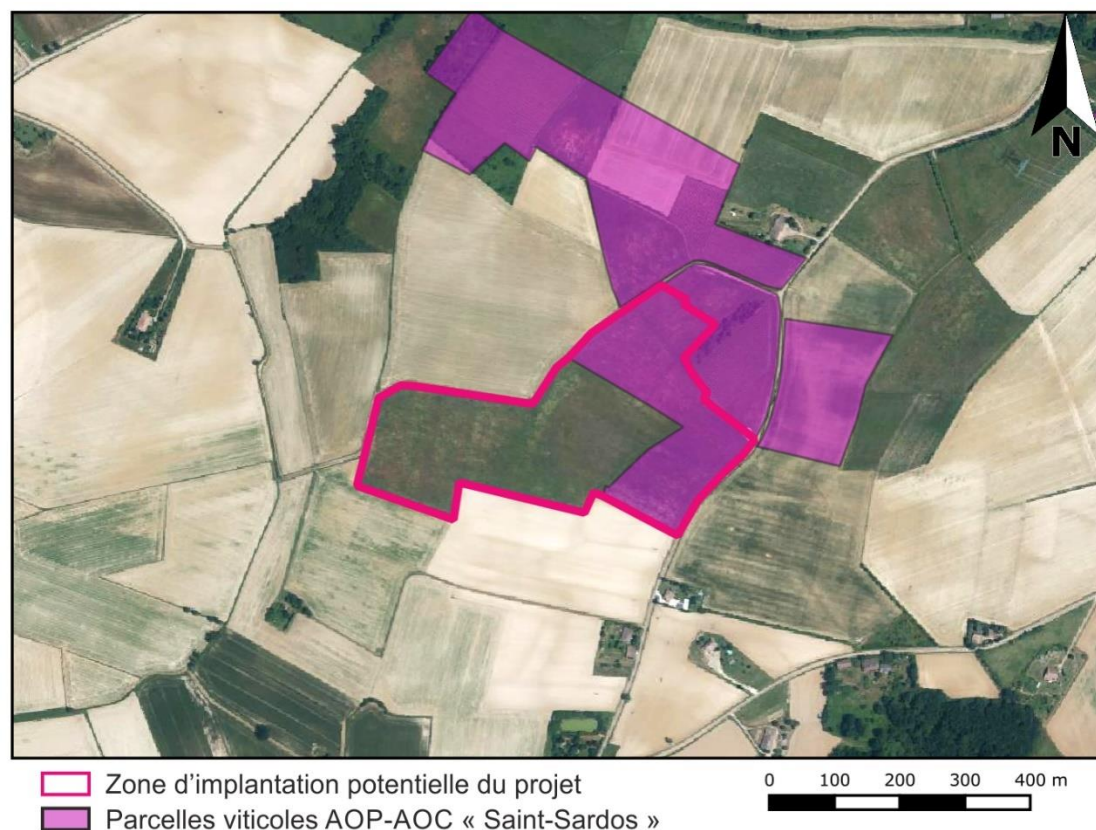 N
Zone d'implantation potentielle du projet
0 100 200 300 400 m
Parcelles viticoles AOP-AOC « Saint-Sardos »